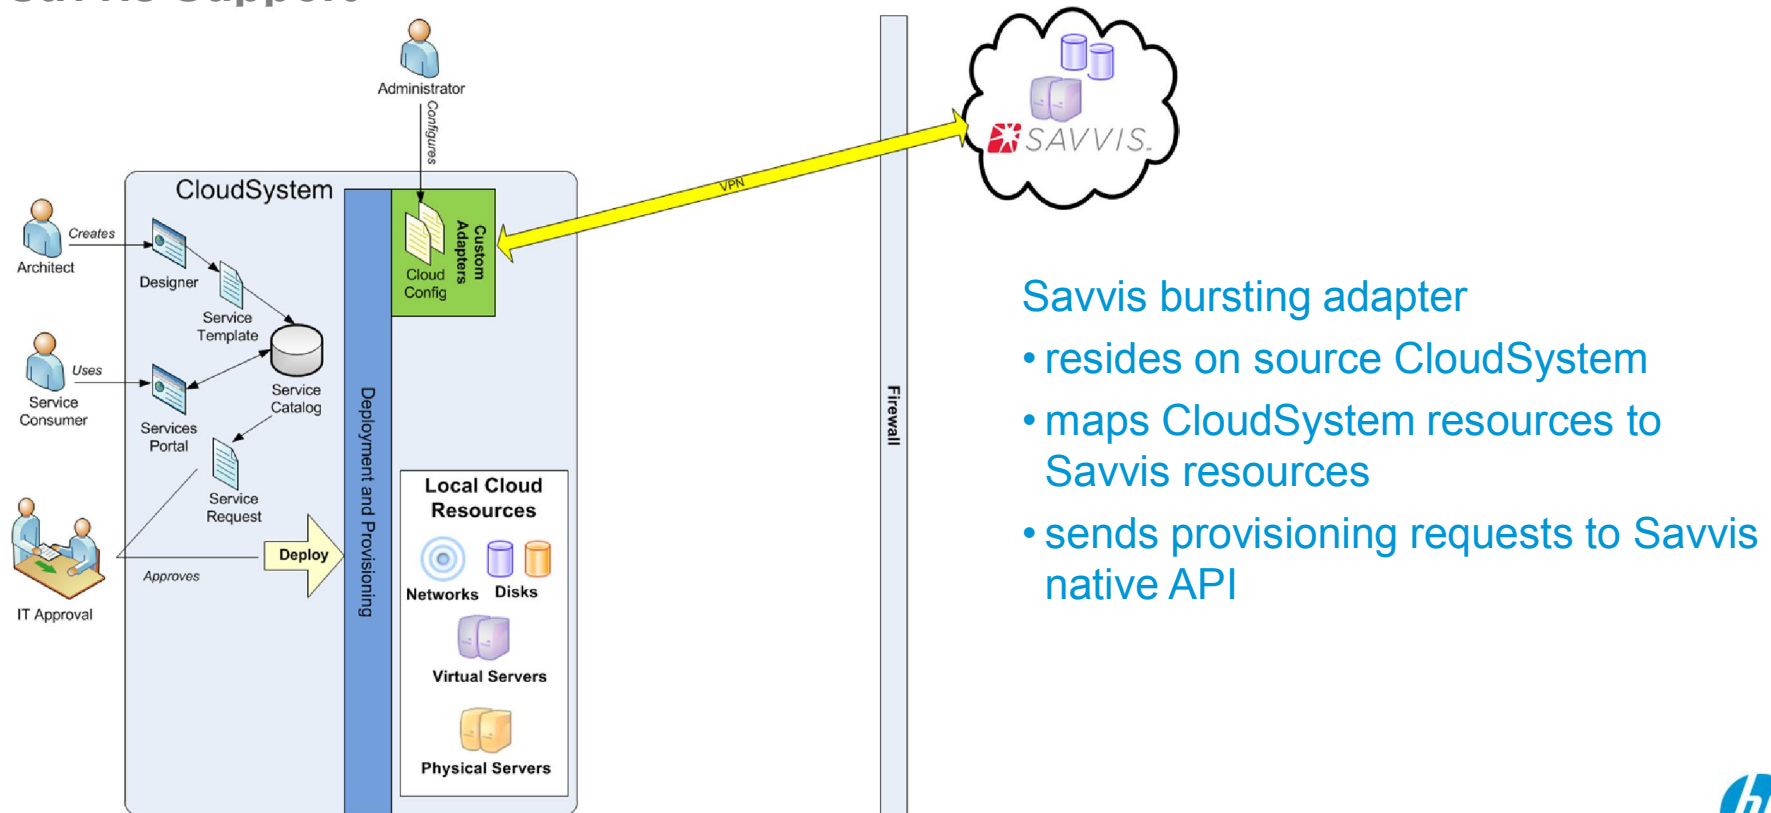 Savvis Support
Administrator
Configures
CloudSystem
Architect
Creates
Designer
Service
Template
Service
Consumer
Uses
Services
Portal
Service
Catalog
Service
Request
IT Approval
Approves
Deploy
Deployment and Provisioning
Cloud
Config
Custom
Adapters
VPN
Local Cloud
Resources
Networks
Disks
Virtual Servers
Physical Servers
Firewall
SAVVIS
Savvis bursting adapter
• resides on source CloudSystem
• maps CloudSystem resources to
Savvis resources
• sends provisioning requests to Savvis
native API
hp